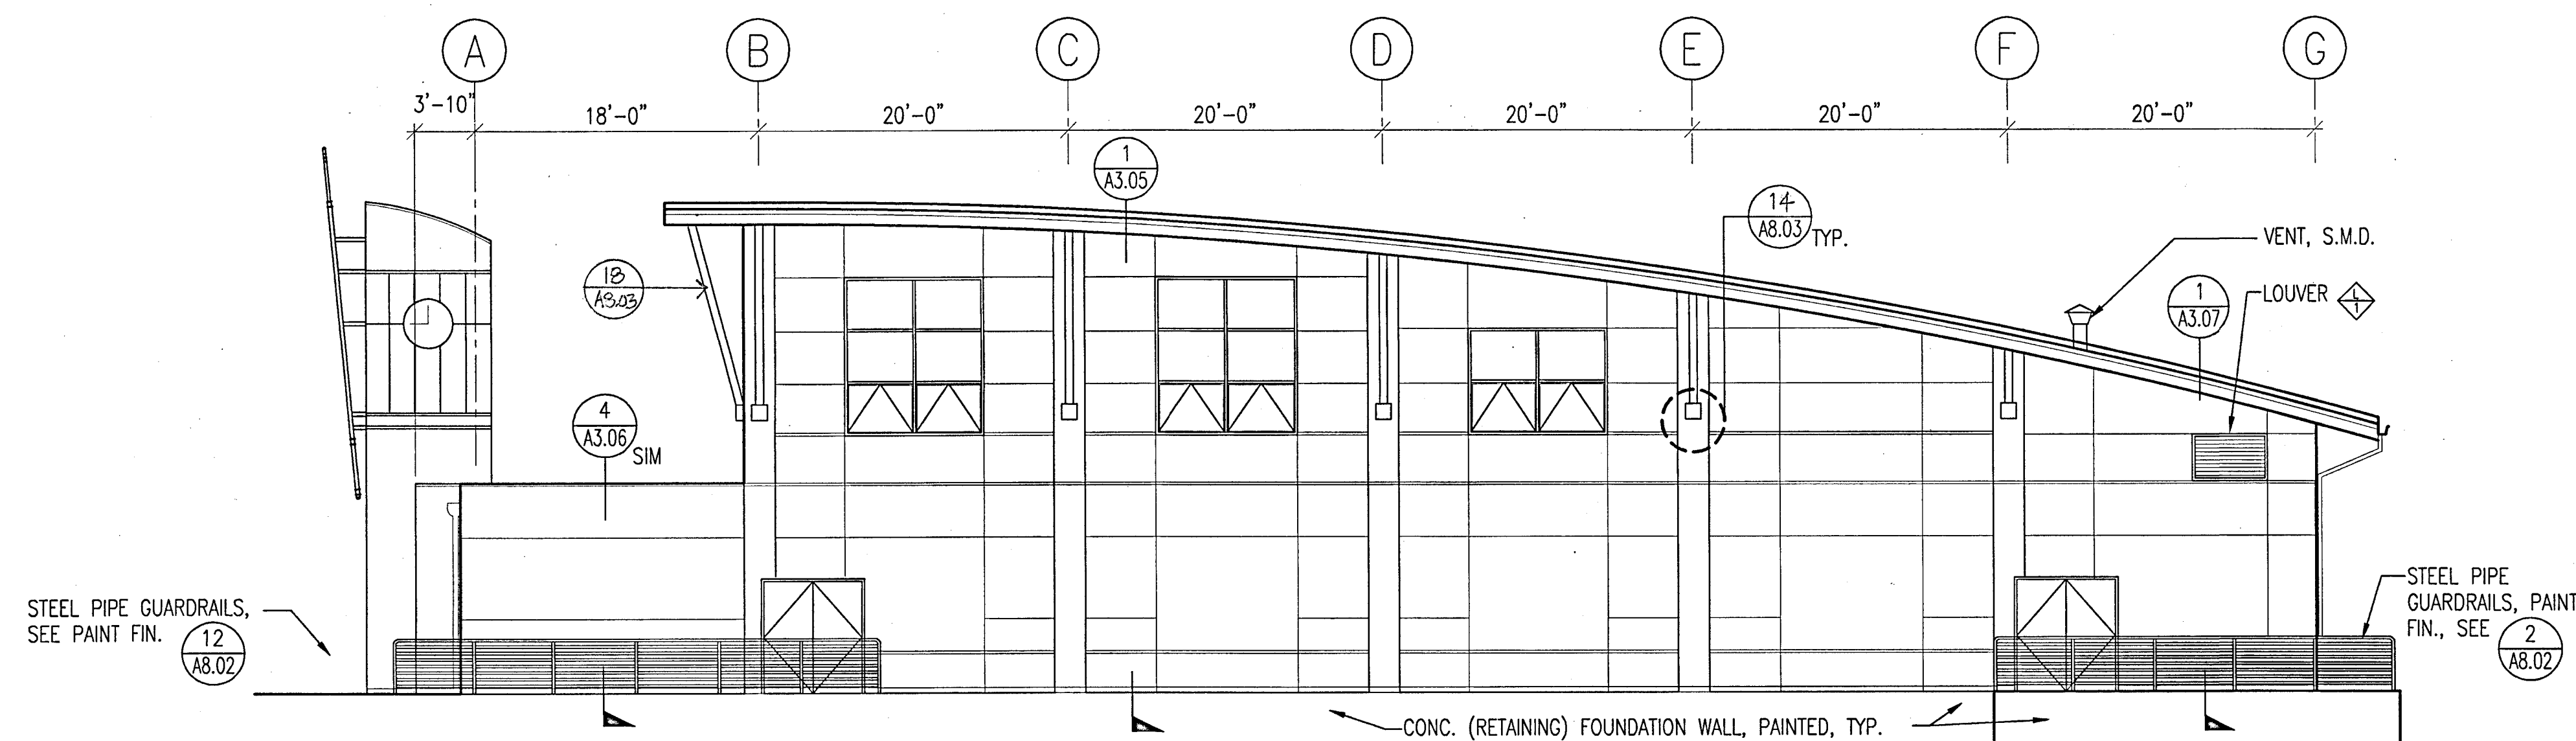 A B C D E F G
3'-10" 18'-0" 20'-0" 20'-0" 20'-0" 20'-0" 20'-0"
1
A3.05
14
A8.03 TYP.
VENT, S.M.D.
18
A8.03
1
A3.07
LOUVER L
1
4
A3.06
SIM
STEEL PIPE GUARDRAILS,
SEE PAINT FIN.
12
A8.02
STEEL PIPE
GUARDRAILS, PAINT
FIN., SEE
2
A8.02
CONC. (RETAINING) FOUNDATION WALL, PAINTED, TYP.